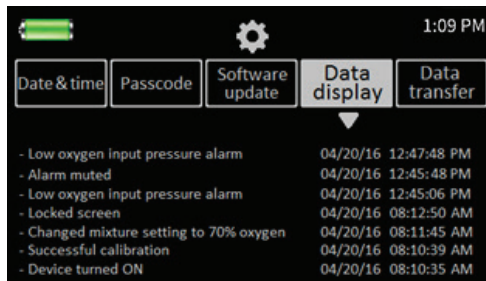 1:09 PM
Date & time
Passcode
Software
update
Data
display
Data
transfer
- Low oxygen input pressure alarm 04/20/16 12:47:48 PM
- Alarm muted 04/20/16 12:45:48 PM
- Low oxygen input pressure alarm 04/20/16 12:45:06 PM
- Locked screen 04/20/16 08:12:50 AM
- Changed mixture setting to 70% oxygen 04/20/16 08:11:45 AM
- Successful calibration 04/20/16 08:10:39 AM
- Device turned ON 04/20/16 08:10:35 AM